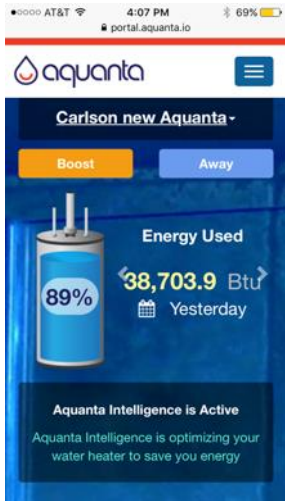 AT&T 4:07 PM 69%
portal.aquanta.io
aquanta
Carlson new Aquanta
Boost Away
Energy Used
89%
38,703.9 Btu
Yesterday
Aquanta Intelligence is Active
Aquanta Intelligence is optimizing your
water heater to save you energy